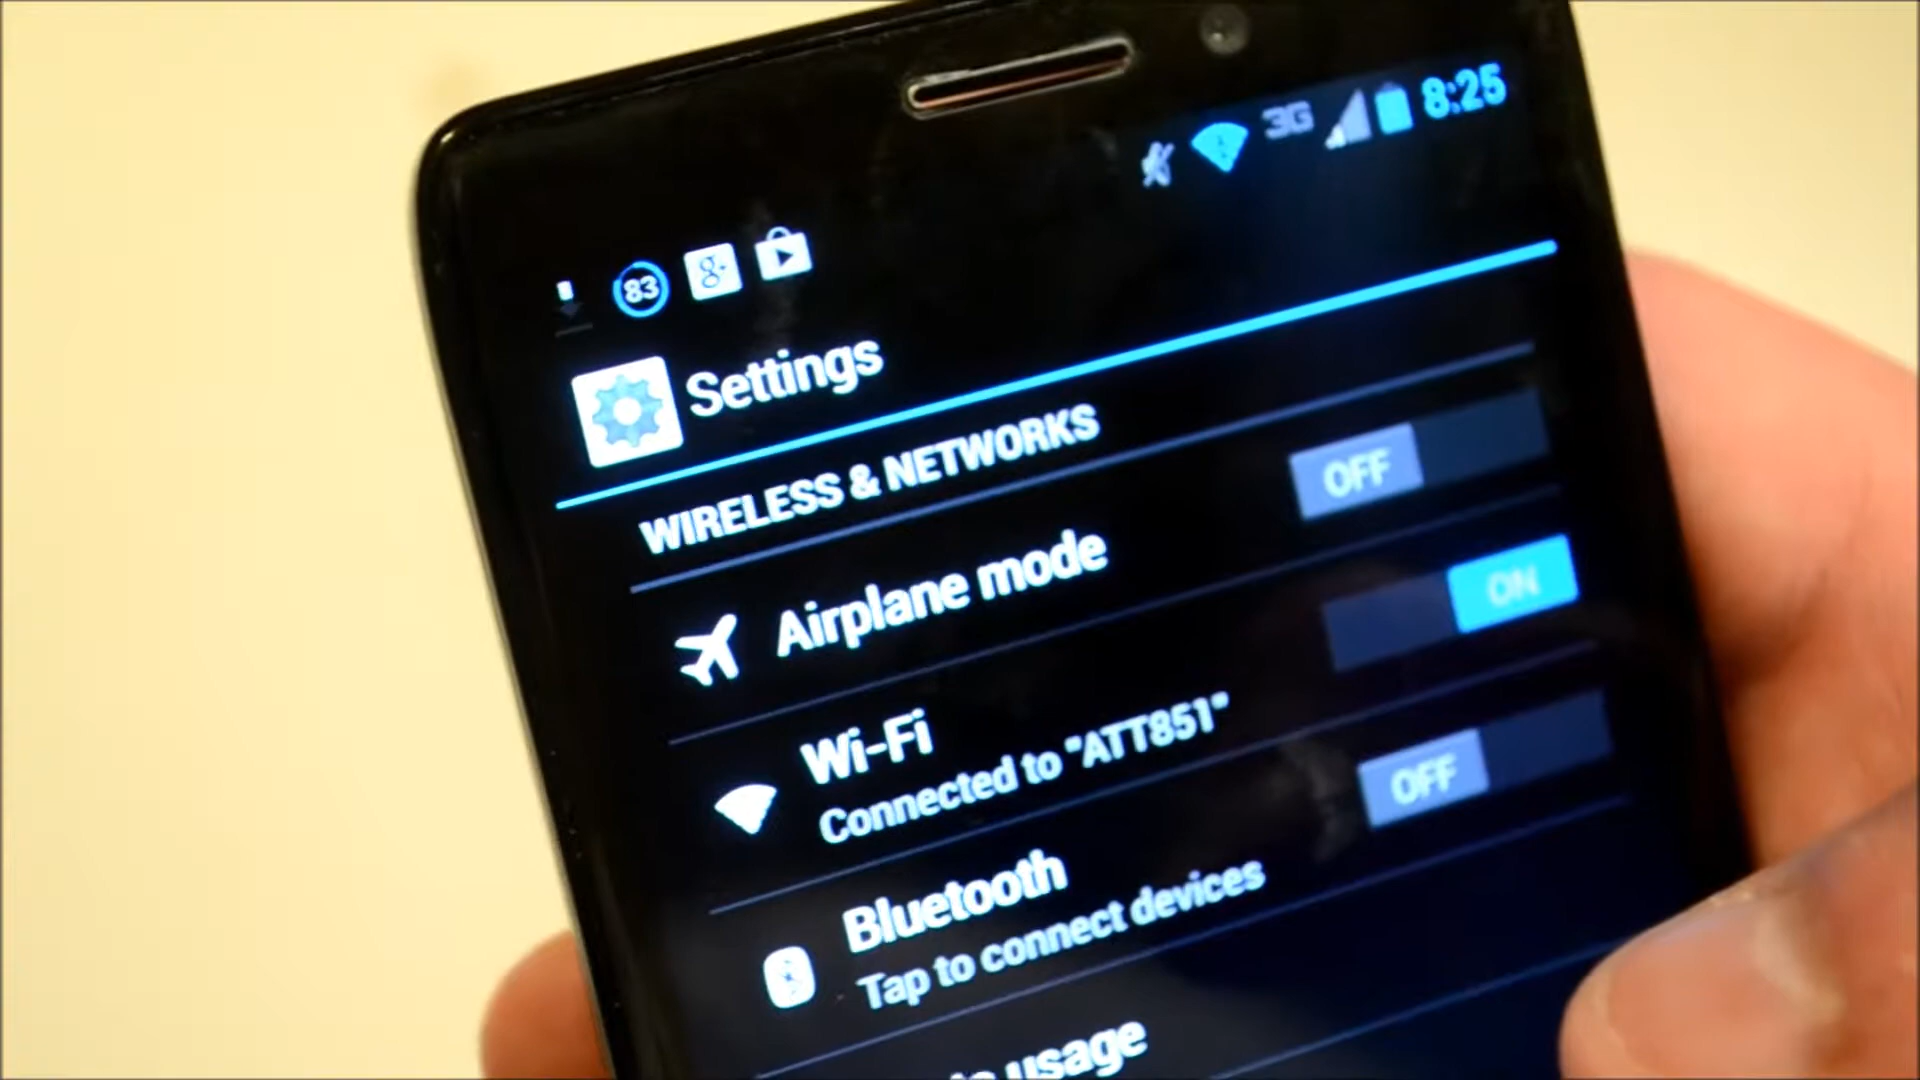 3G 8:25
83 g+
Settings
WIRELESS & NETWORKS
Airplane mode OFF
Wi-Fi ON
Connected to "ATT851"
Bluetooth OFF
Tap to connect devices
usage